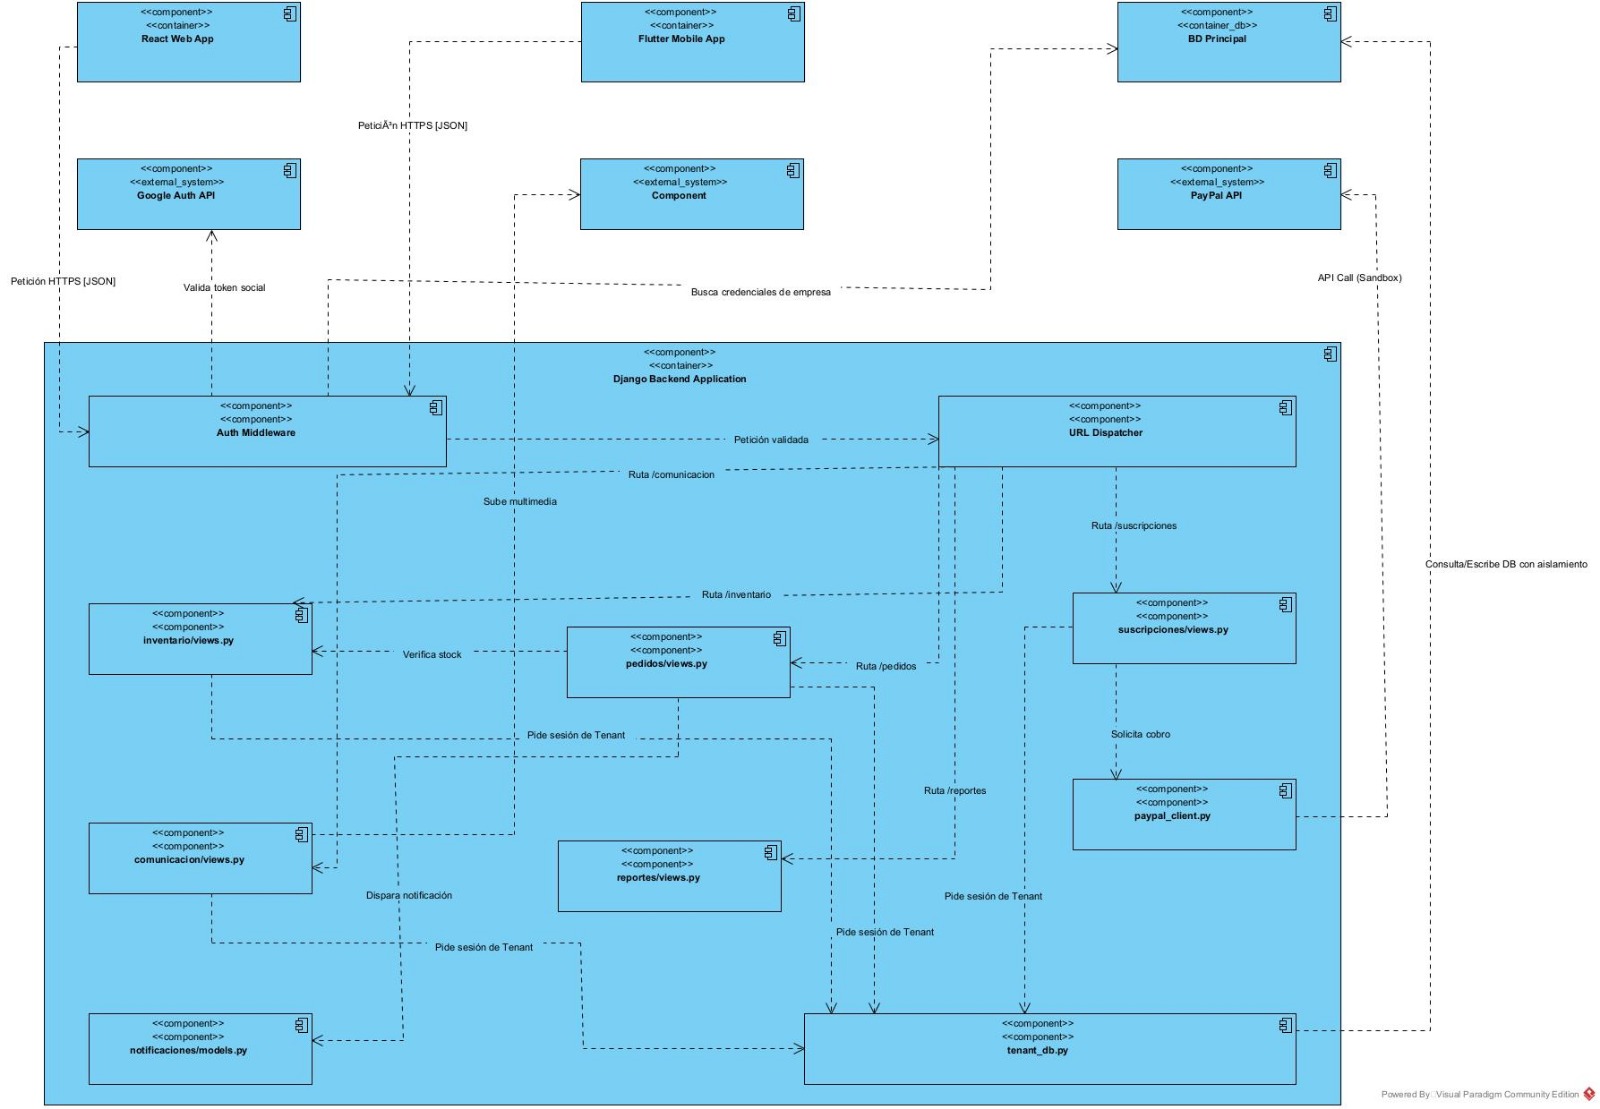 <<component>>
<<container>>
React Web App
<<component>>
<<container>>
Flutter Mobile App
<<component>>
<<container_db>>
BD Principal
PeticiÃ³n HTTPS [JSON]
<<component>>
<<external_system>>
Google Auth API
<<component>>
<<external_system>>
Component
<<component>>
<<external_system>>
PayPal API
Petición HTTPS [JSON]
Valida token social
Busca credenciales de empresa
API Call (Sandbox)
<<component>>
<<container>>
Django Backend Application
<<component>>
<<component>>
Auth Middleware
Petición validada
<<component>>
<<component>>
URL Dispatcher
Ruta /comunicacion
Sube multimedia
Ruta /suscripciones
Consulta/Escribe DB con aislamiento
Ruta /inventario
<<component>>
<<component>>
inventario/views.py
Verifica stock
<<component>>
<<component>>
pedidos/views.py
Ruta /pedidos
<<component>>
<<component>>
suscripciones/views.py
Pide sesión de Tenant
Solicita cobro
Ruta /reportes
<<component>>
<<component>>
paypal_client.py
<<component>>
<<component>>
comunicacion/views.py
<<component>>
<<component>>
reportes/views.py
Dispara notificación
Pide sesión de Tenant
Pide sesión de Tenant
Pide sesión de Tenant
<<component>>
<<component>>
notificaciones/models.py
<<component>>
<<component>>
tenant_db.py
Powered By Visual Paradigm Community Edition